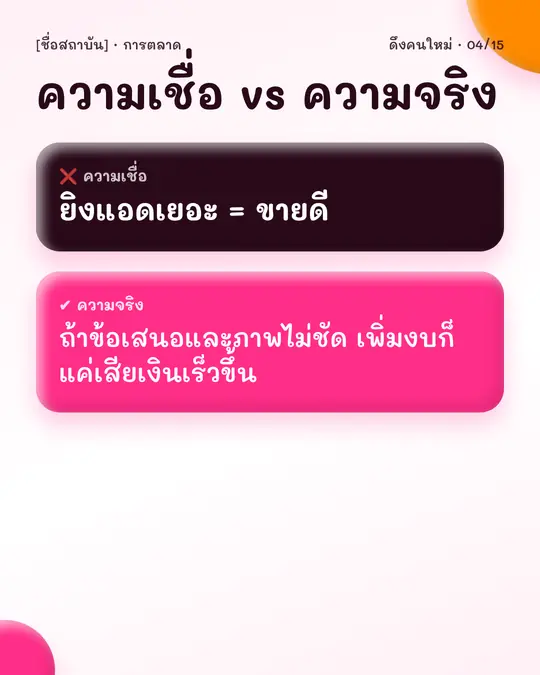 [ชื่อสถาบัน] · การตลาด
ดึงคนใหม่ · 04/15
ความเชื่อ vs ความจริง
❌ ความเชื่อ
ยิงแอดเยอะ = ขายดี
✔ ความจริง
ถ้าข้อเสนอและภาพไม่ชัด เพิ่มงบก็
แค่เสียเงินเร็วขึ้น